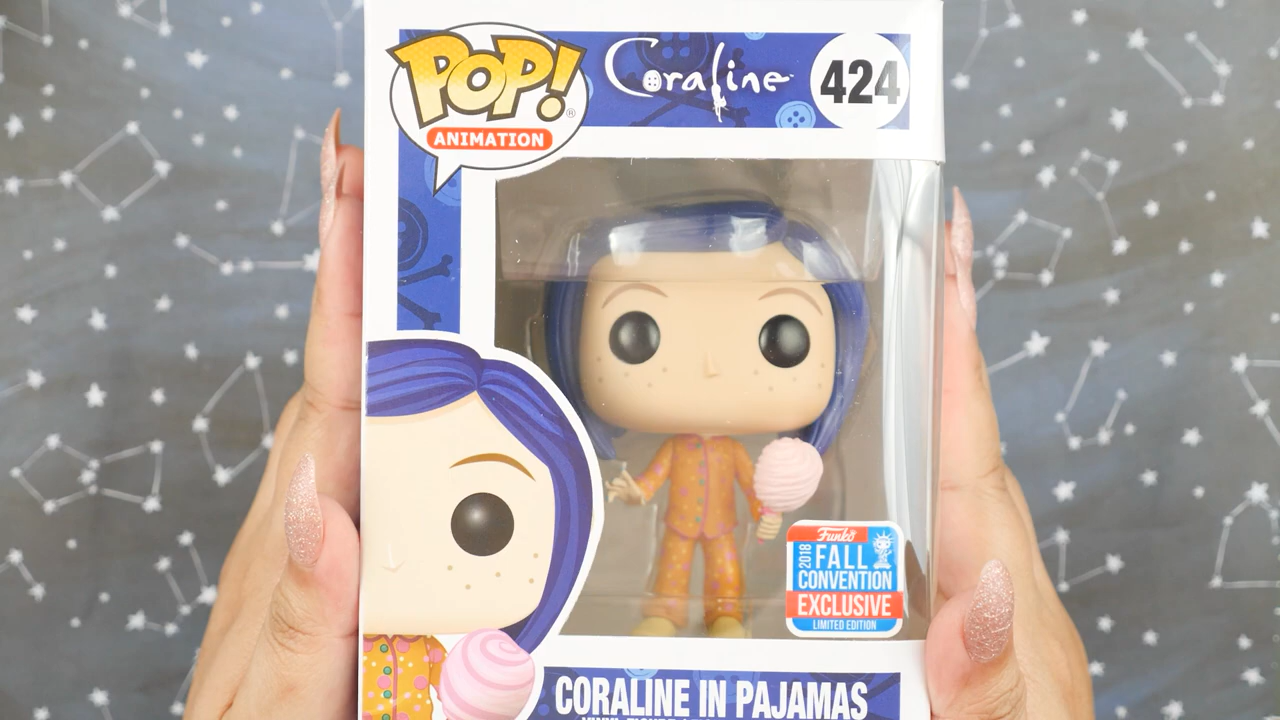 POP!®
ANIMATION
Coraline
424
Funko
2018
FALL
CONVENTION
EXCLUSIVE
LIMITED EDITION
CORALINE IN PAJAMAS